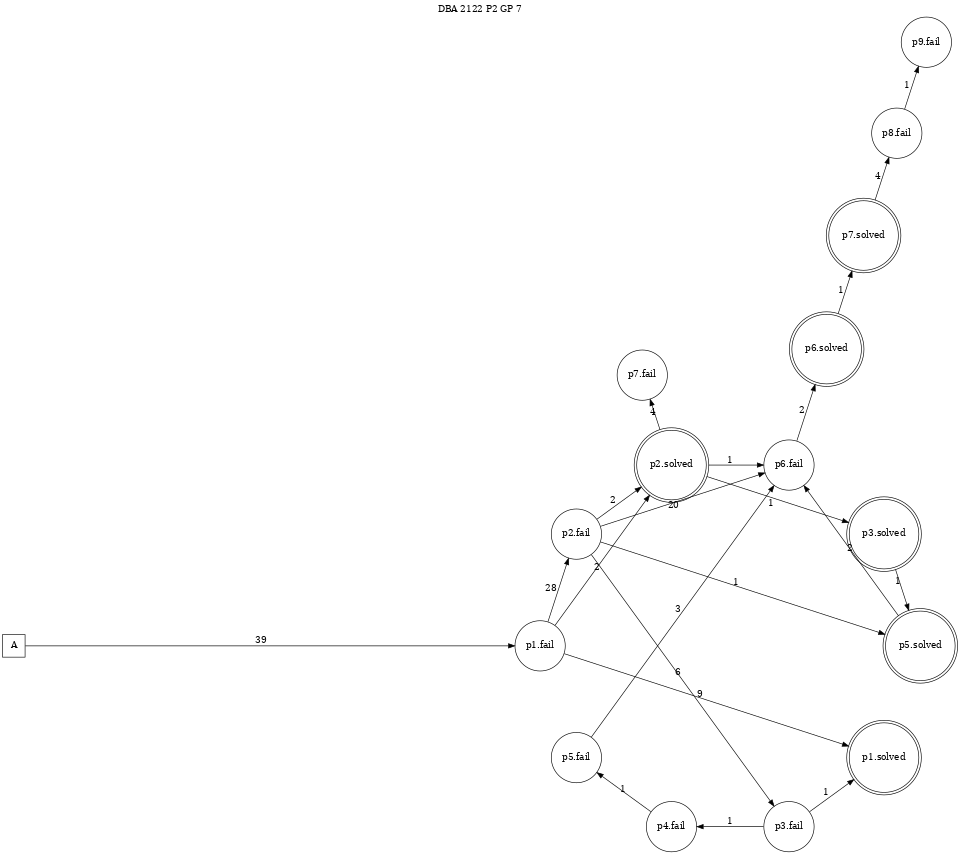 DBA 2122 P2 GP 7
p9.fail
1
p8.fail
4
p7.solved
1
p6.solved
2
p7.fail
4
p2.solved
1
p6.fail
2
20
1
p3.solved
p2.fail
2
2
1
1
28
3
A
39
p1.fail
p5.solved
6
9
p5.fail
p1.solved
1
1
1
p4.fail
p3.fail